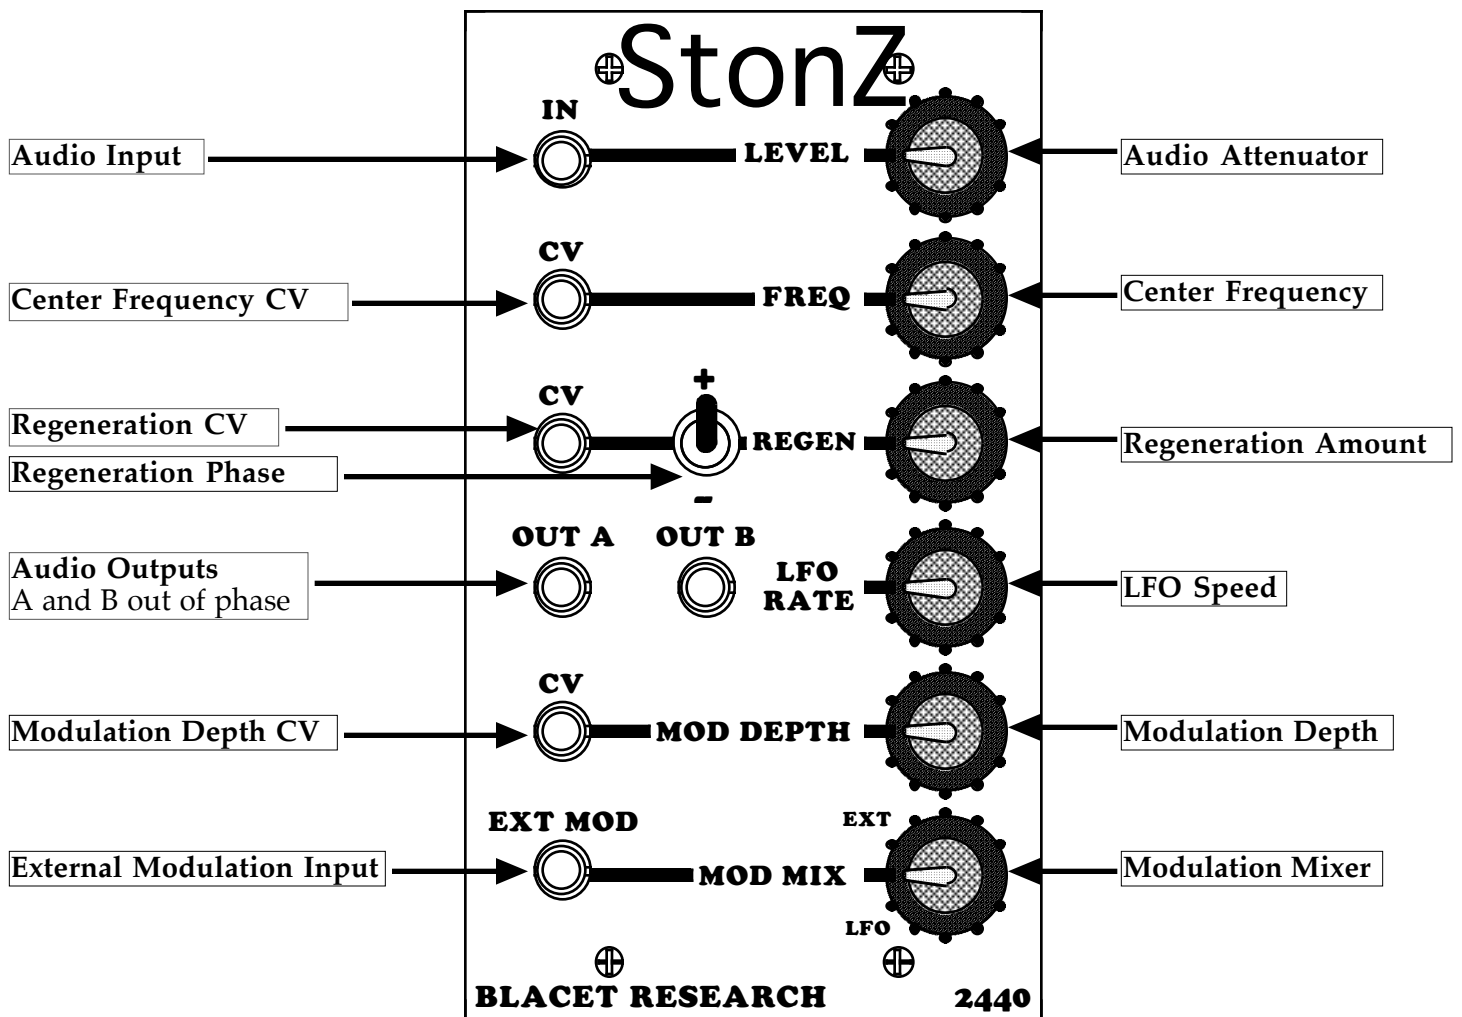 StonZ
IN
Audio Input
LEVEL
Audio Attenuator
CV
Center Frequency CV
FREQ
Center Frequency
+
CV
Regeneration CV
REGEN
Regeneration Amount
Regeneration Phase
-
OUT A
OUT B
Audio Outputs
A and B out of phase
LFO
RATE
LFO Speed
CV
Modulation Depth CV
MOD DEPTH
Modulation Depth
EXT MOD
EXT
External Modulation Input
MOD MIX
Modulation Mixer
LFO
BLACET RESEARCH
2440